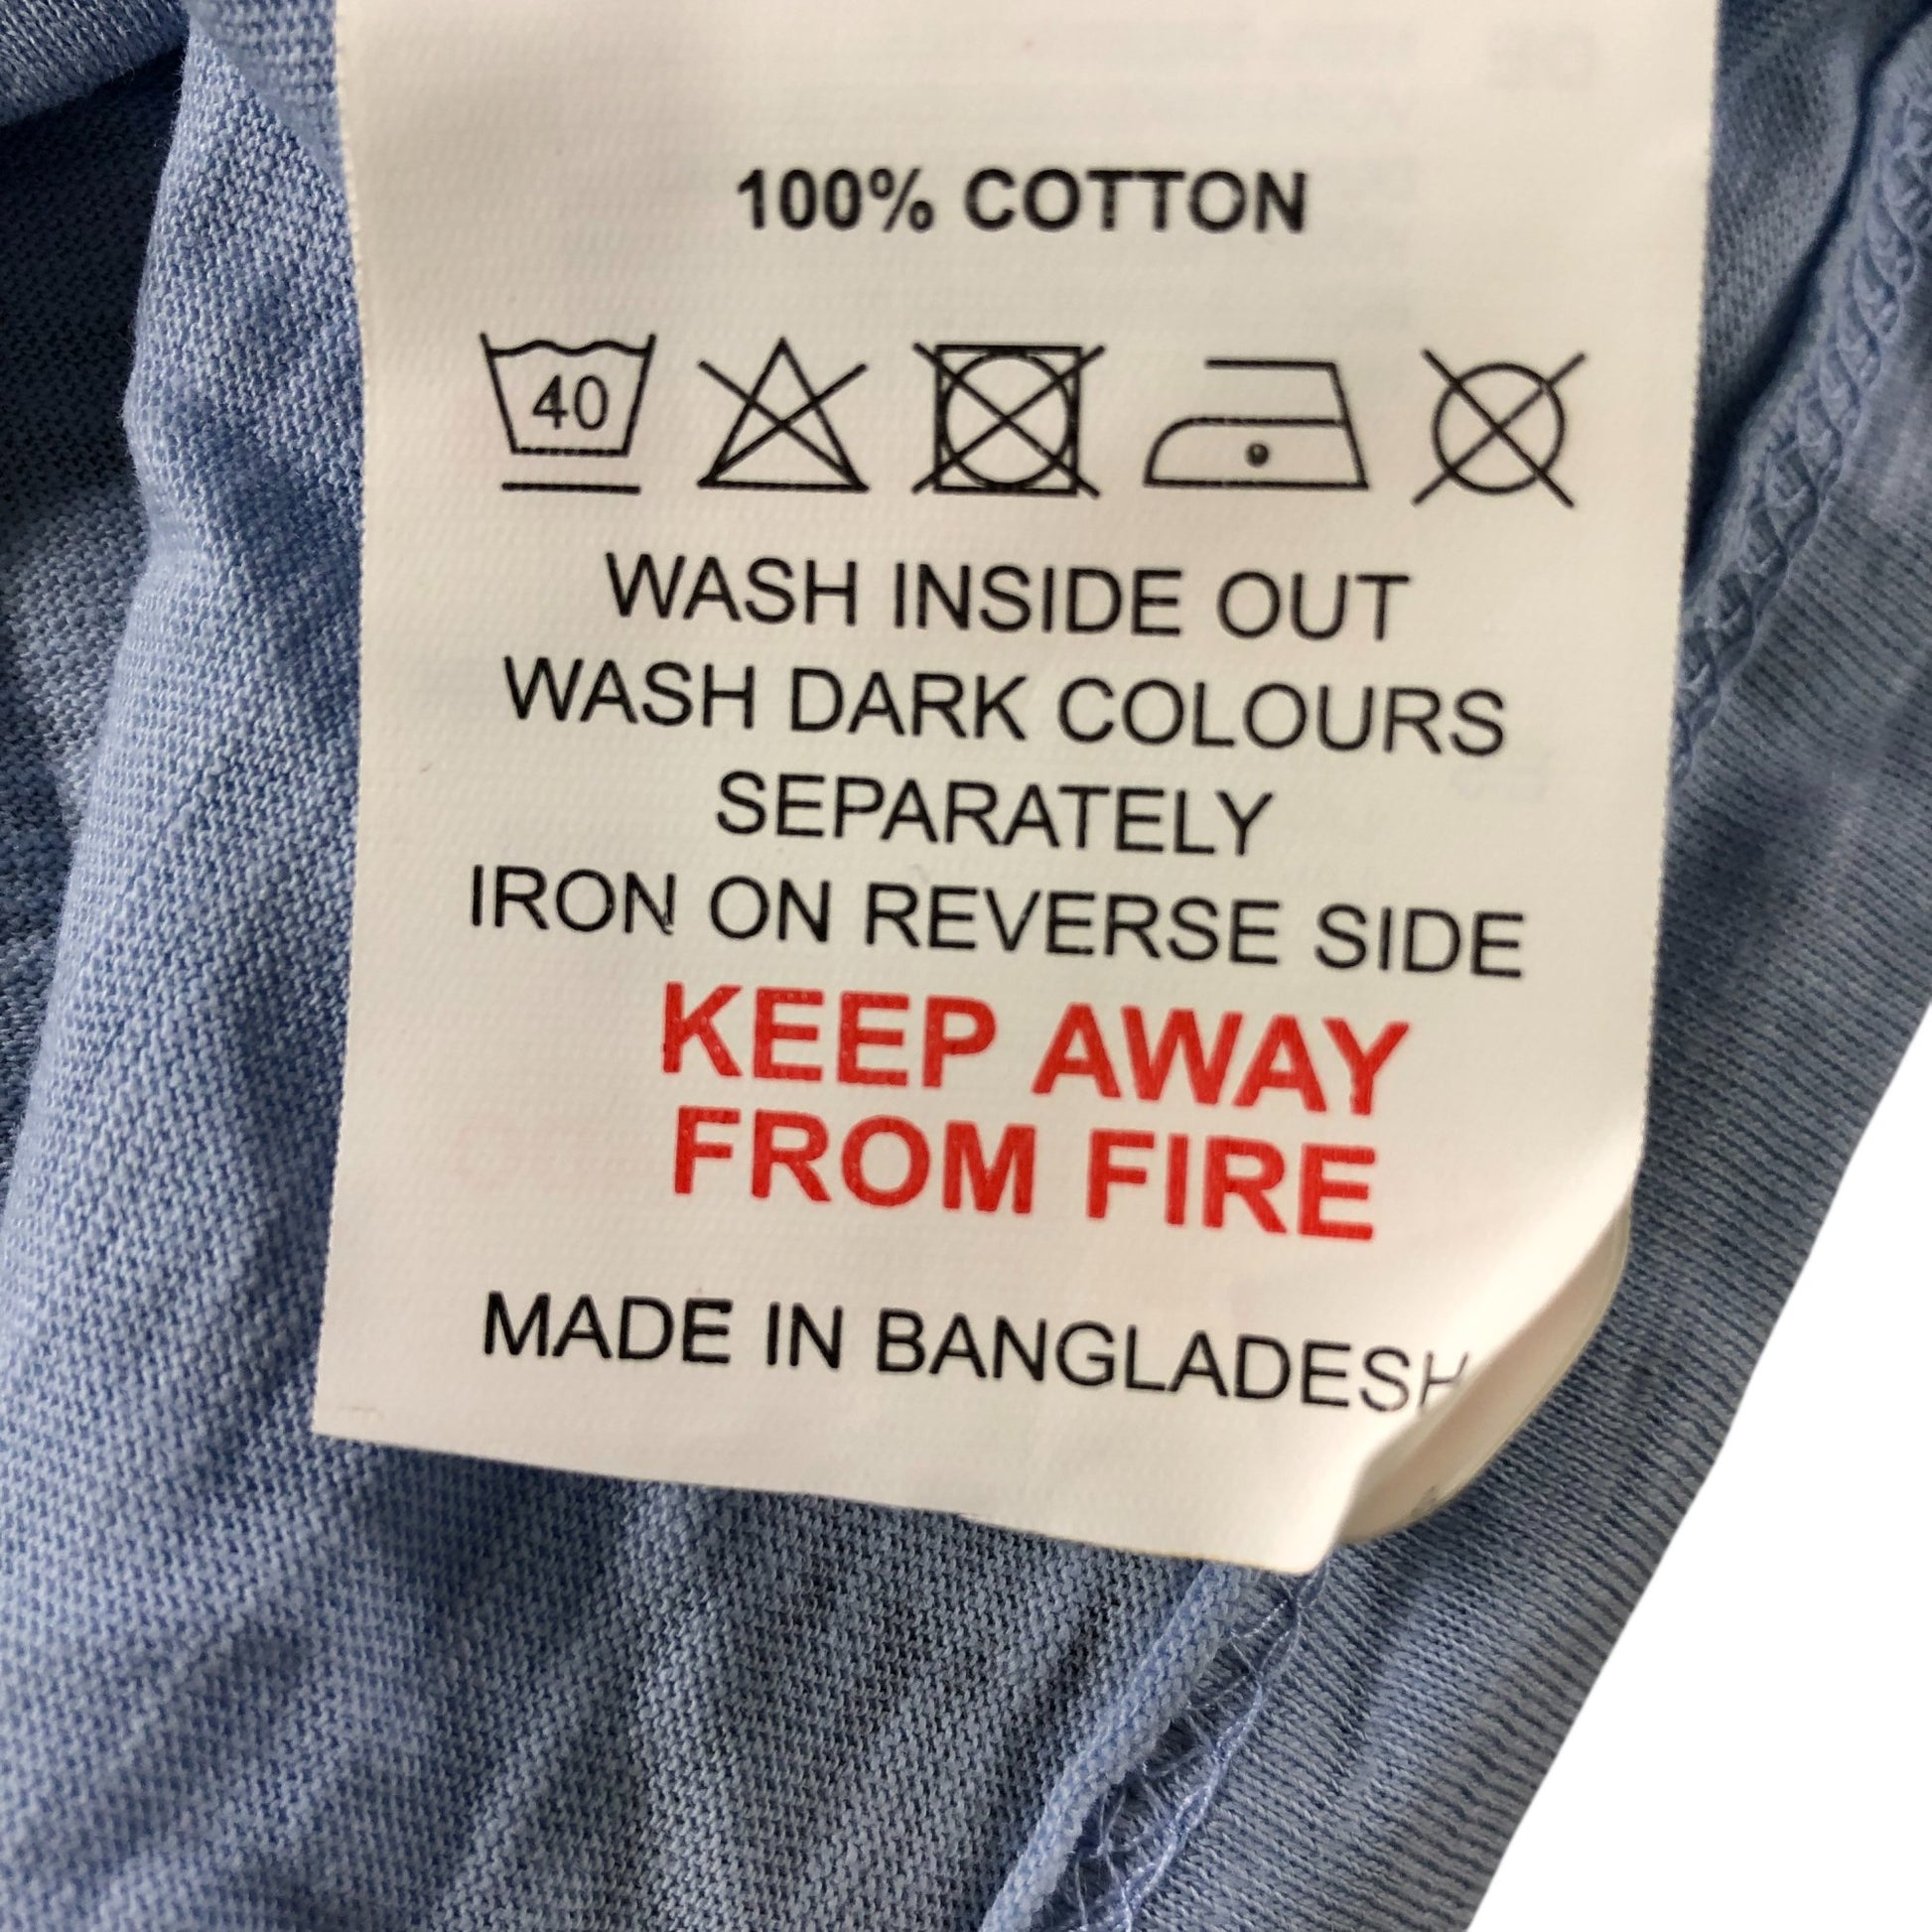 100% COTTON
40
WASH INSIDE OUT
WASH DARK COLOURS
SEPARATELY
IRON ON REVERSE SIDE
KEEP AWAY
FROM FIRE
MADE IN BANGLADESH